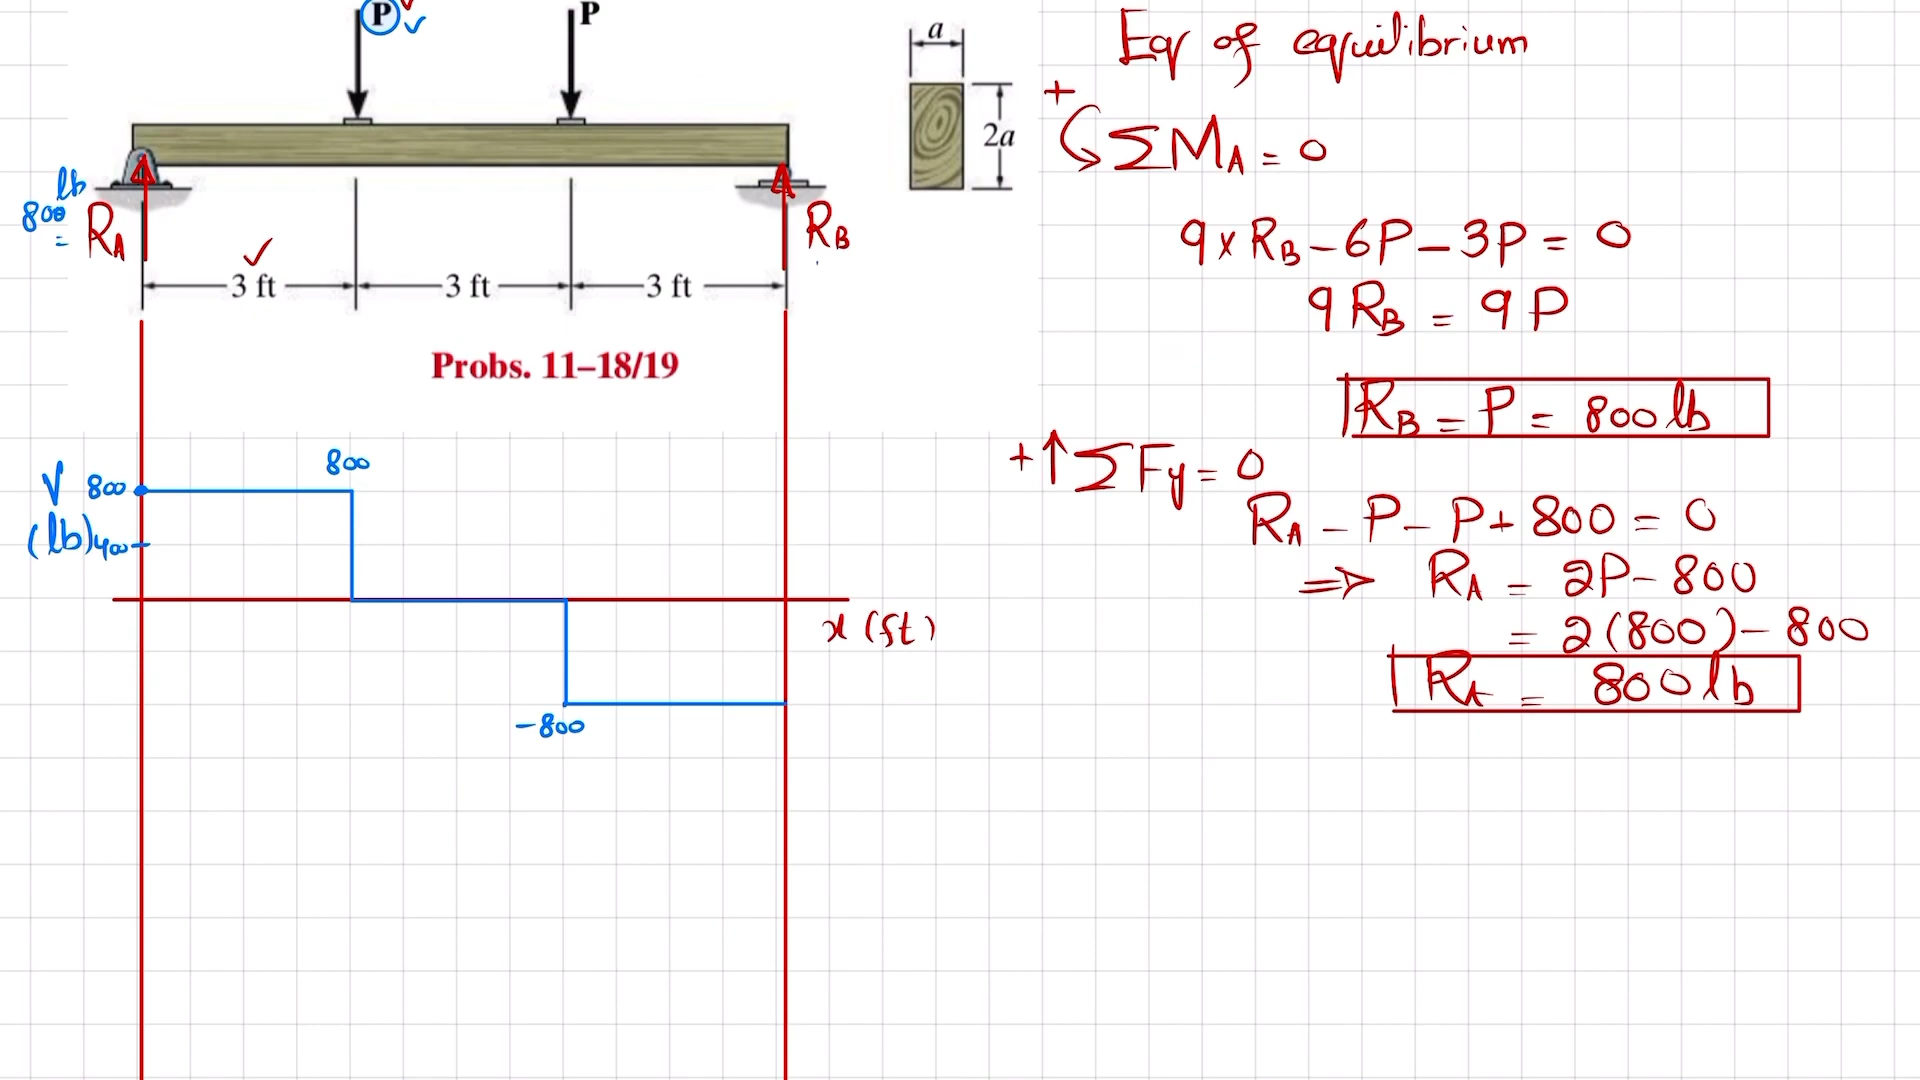 P
P
a
2a
lb
800
=
R_A
R_B
3 ft
3 ft
3 ft
Probs. 11–18/19
V
(lb)
800
400
800
-800
x (ft)
Eq of equilibrium
+
ΣM_A = 0
9 x R_B - 6P - 3P = 0
9 R_B = 9P
R_B = P = 800 lb
+↑ ΣFy = 0
R_A - P - P + 800 = 0
⇒ R_A = 2P - 800
= 2(800) - 800
R_A = 800 lb